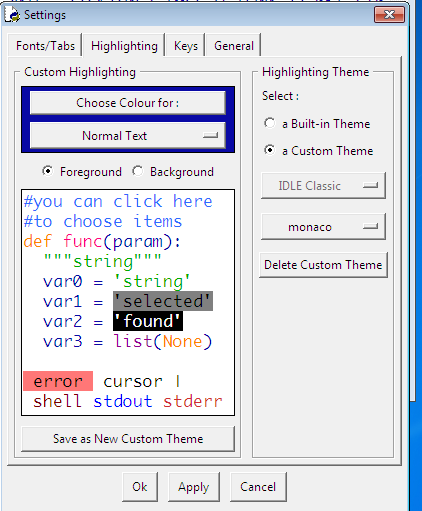 Settings
Fonts/Tabs Highlighting Keys General
Custom Highlighting
Choose Colour for :
Normal Text
Foreground Background
#you can click here
#to choose items
def func(param):
"""string"""
var0 = 'string'
var1 = 'selected'
var2 = 'found'
var3 = list(None)
error cursor |
shell stdout stderr
Save as New Custom Theme
Highlighting Theme
Select :
a Built-in Theme
a Custom Theme
IDLE Classic
monaco
Delete Custom Theme
Ok Apply Cancel